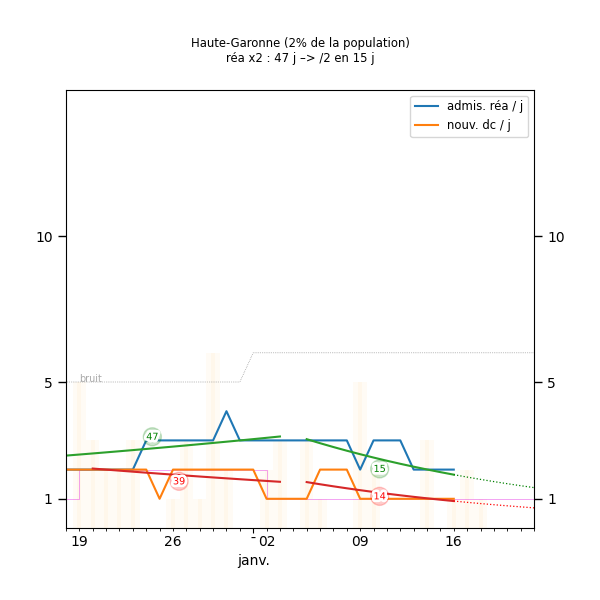 Haute-Garonne (2% de la population)
réa x2 : 47 j –> /2 en 15 j
admis. réa / j
nouv. dc / j
10 10
5 5
bruit
47
39
15
14
1 1
19 26 02 09 16
janv.